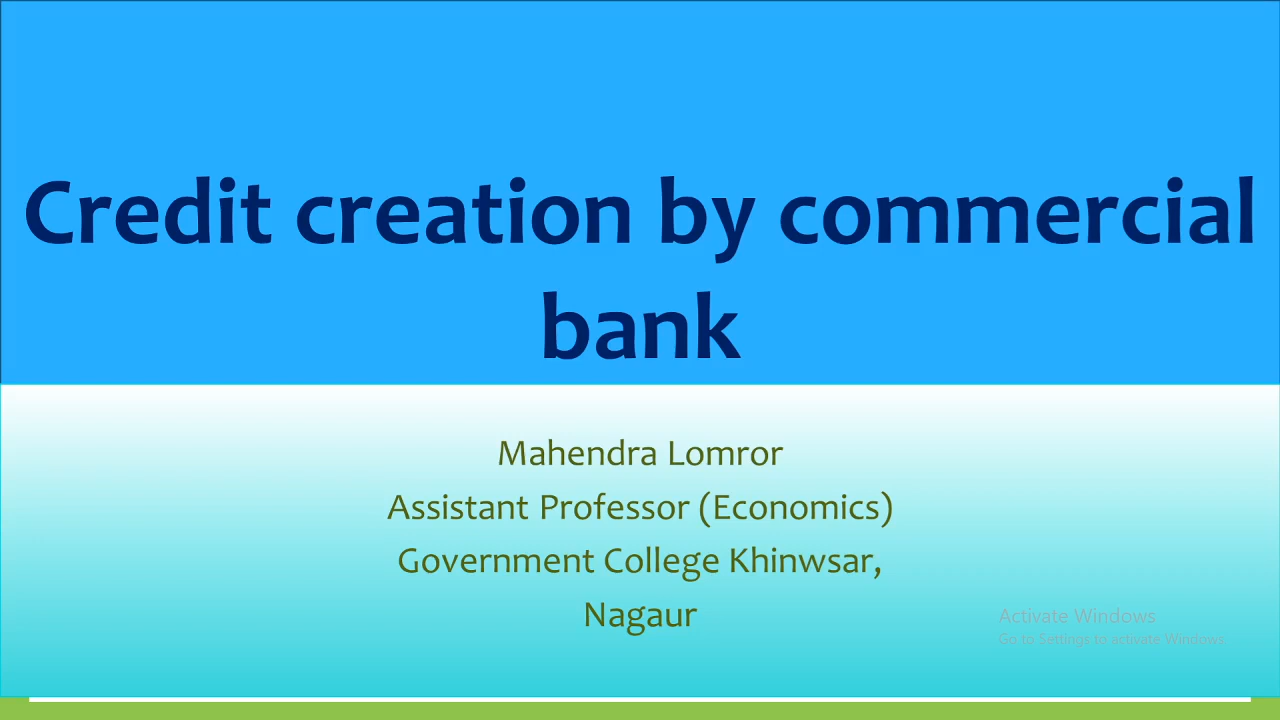 Credit creation by commercial
bank
Mahendra Lomror
Assistant Professor (Economics)
Government College Khinwsar,
Nagaur
Activate Windows
Go to Settings to activate Windows